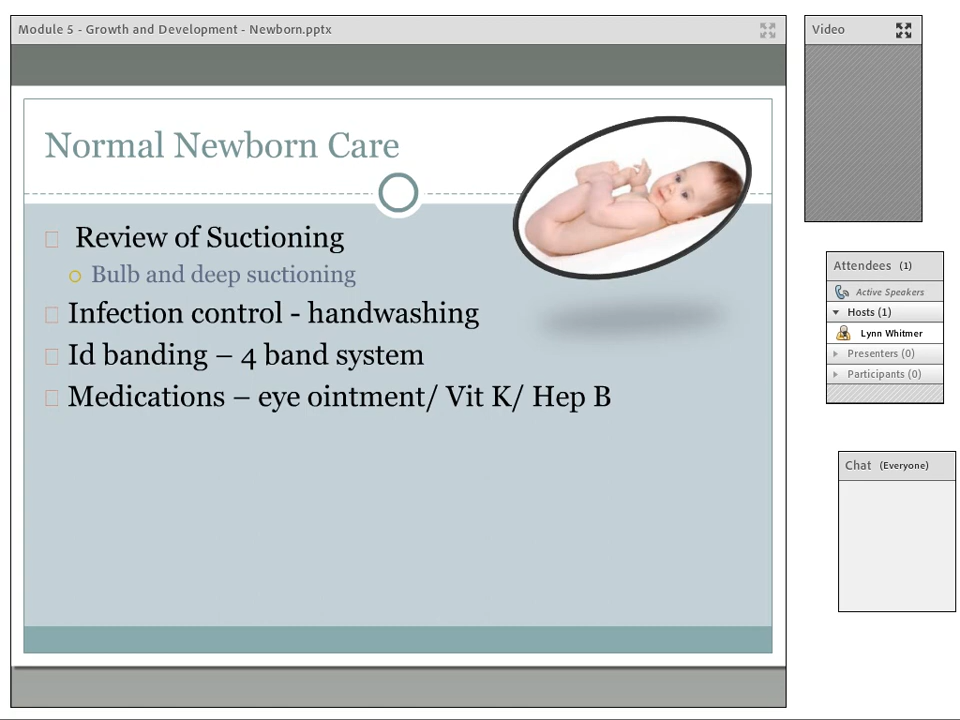 Module 5 - Growth and Development - Newborn.pptx
Normal Newborn Care
Review of Suctioning
Bulb and deep suctioning
Infection control - handwashing
Id banding – 4 band system
Medications – eye ointment/ Vit K/ Hep B
Video
Attendees (1)
Active Speakers
Hosts (1)
Lynn Whitmer
Presenters (0)
Participants (0)
Chat (Everyone)